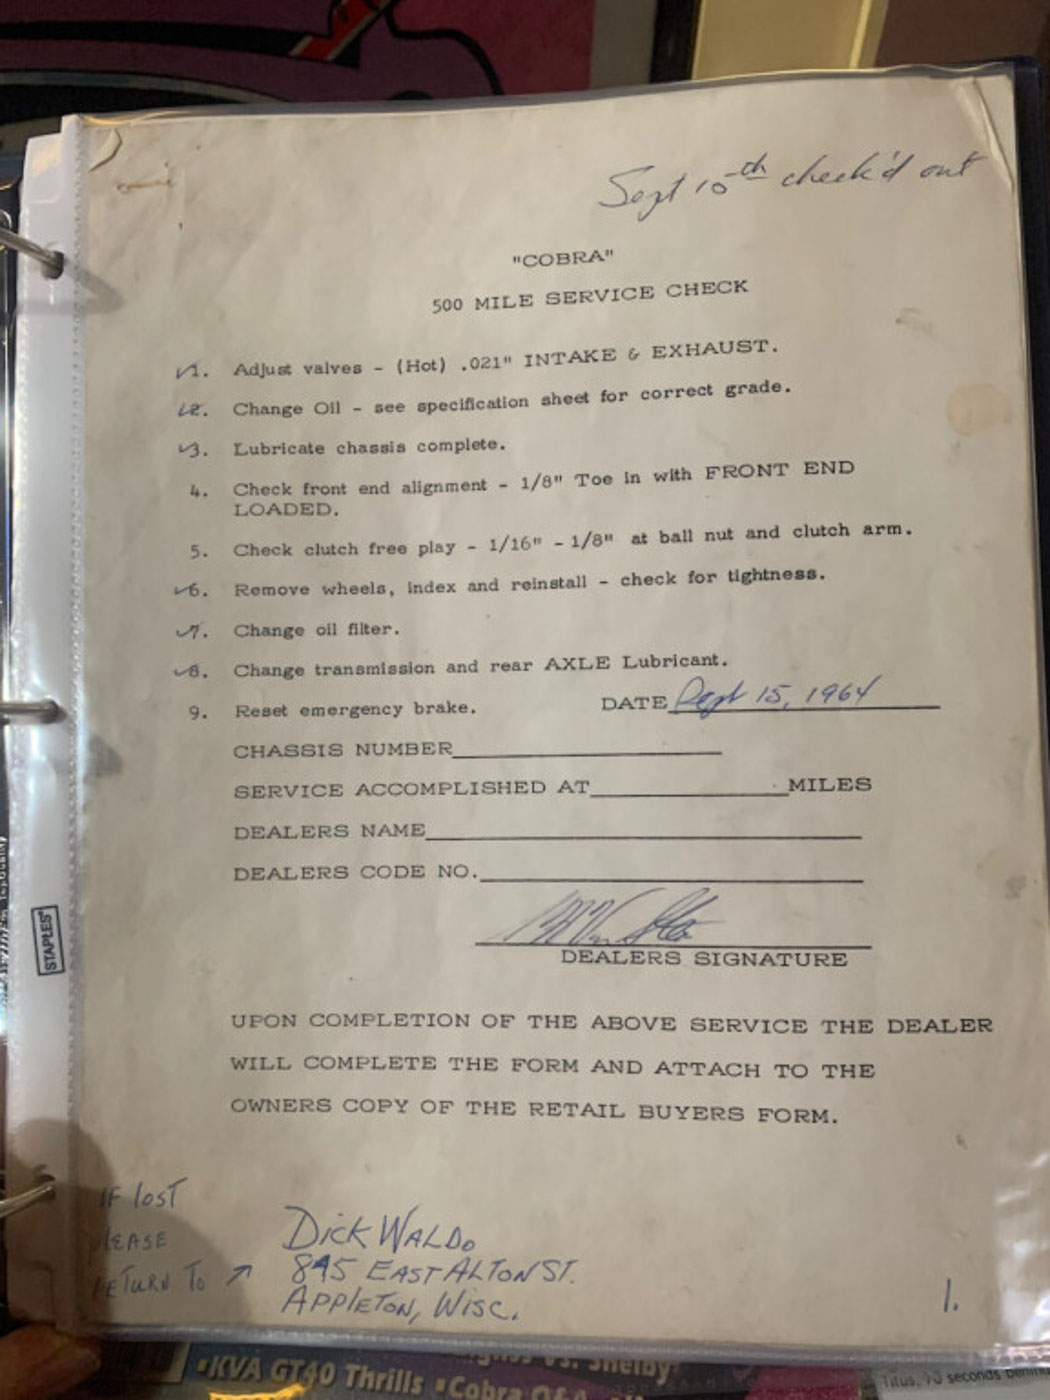 Sept 10th check'd out
"COBRA"
500 MILE SERVICE CHECK
✓1. Adjust valves - (Hot) .021" INTAKE & EXHAUST.
✓2. Change Oil - see specification sheet for correct grade.
✓3. Lubricate chassis complete.
4. Check front end alignment - 1/8" Toe in with FRONT END
LOADED.
5. Check clutch free play - 1/16" - 1/8" at ball nut and clutch arm.
✓6. Remove wheels, index and reinstall - check for tightness.
✓7. Change oil filter.
✓8. Change transmission and rear AXLE Lubricant.
9. Reset emergency brake. DATE Sept 15, 1964
CHASSIS NUMBER
SERVICE ACCOMPLISHED AT MILES
DEALERS NAME
DEALERS CODE NO.
DEALERS SIGNATURE
STAPLES
UPON COMPLETION OF THE ABOVE SERVICE THE DEALER
WILL COMPLETE THE FORM AND ATTACH TO THE
OWNERS COPY OF THE RETAIL BUYERS FORM.
IF LOST
PLEASE
RETURN TO ↗
DICK WALDO
845 EAST ALTON ST.
APPLETON, WISC.
1.
vs. Shelby
▪KVA GT40 Thrills ▪Cobra Q&A
Titus, 10 seconds behind